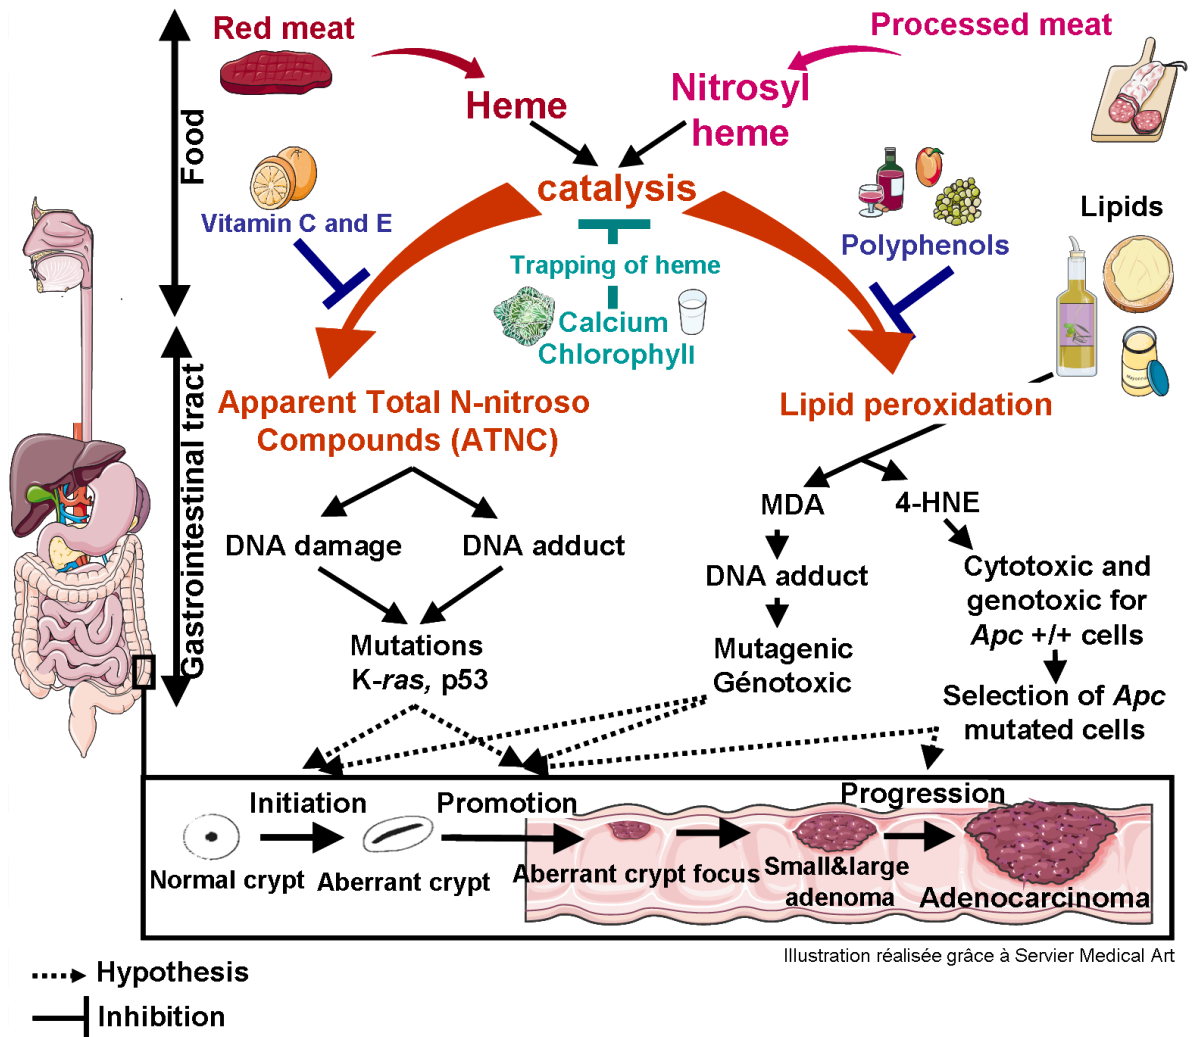 Red meat
Processed meat
Heme
Nitrosyl
heme
Food
catalysis
Vitamin C and E
Polyphenols
Lipids
Trapping of heme
Calcium
Chlorophyll
Gastrointestinal tract
Apparent Total N-nitroso
Compounds (ATNC)
Lipid peroxidation
MDA
4-HNE
DNA damage
DNA adduct
DNA adduct
Cytotoxic and
genotoxic for
Apc +/+ cells
Mutations
K-ras, p53
Mutagenic
Génotoxic
Selection of Apc
mutated cells
Initiation
Promotion
Progression
Normal crypt
Aberrant crypt
Aberrant crypt focus
Small&large
adenoma
Adenocarcinoma
Illustration réalisée grâce à Servier Medical Art
Hypothesis
Inhibition